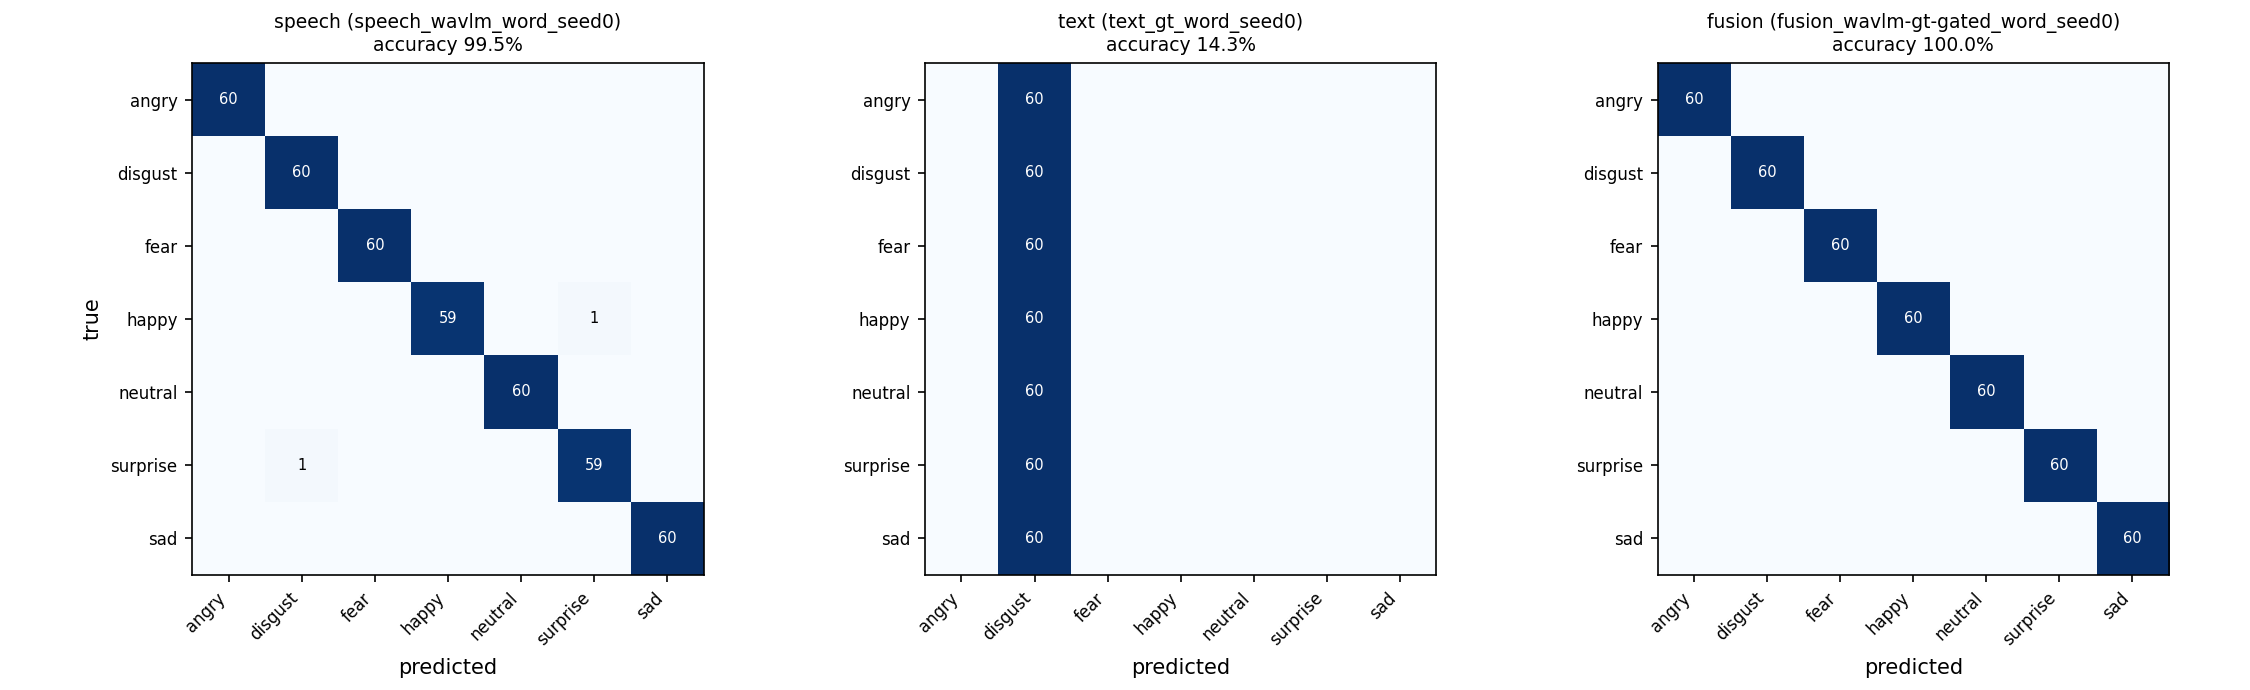 speech (speech_wavlm_word_seed0)
accuracy 99.5%
true
angry 60
disgust 60
fear 60
happy 59 1
neutral 60
surprise 1 59
sad 60
angry disgust fear happy neutral surprise sad
predicted
text (text_gt_word_seed0)
accuracy 14.3%
angry 60
disgust 60
fear 60
happy 60
neutral 60
surprise 60
sad 60
angry disgust fear happy neutral surprise sad
predicted
fusion (fusion_wavlm-gt-gated_word_seed0)
accuracy 100.0%
angry 60
disgust 60
fear 60
happy 60
neutral 60
surprise 60
sad 60
angry disgust fear happy neutral surprise sad
predicted